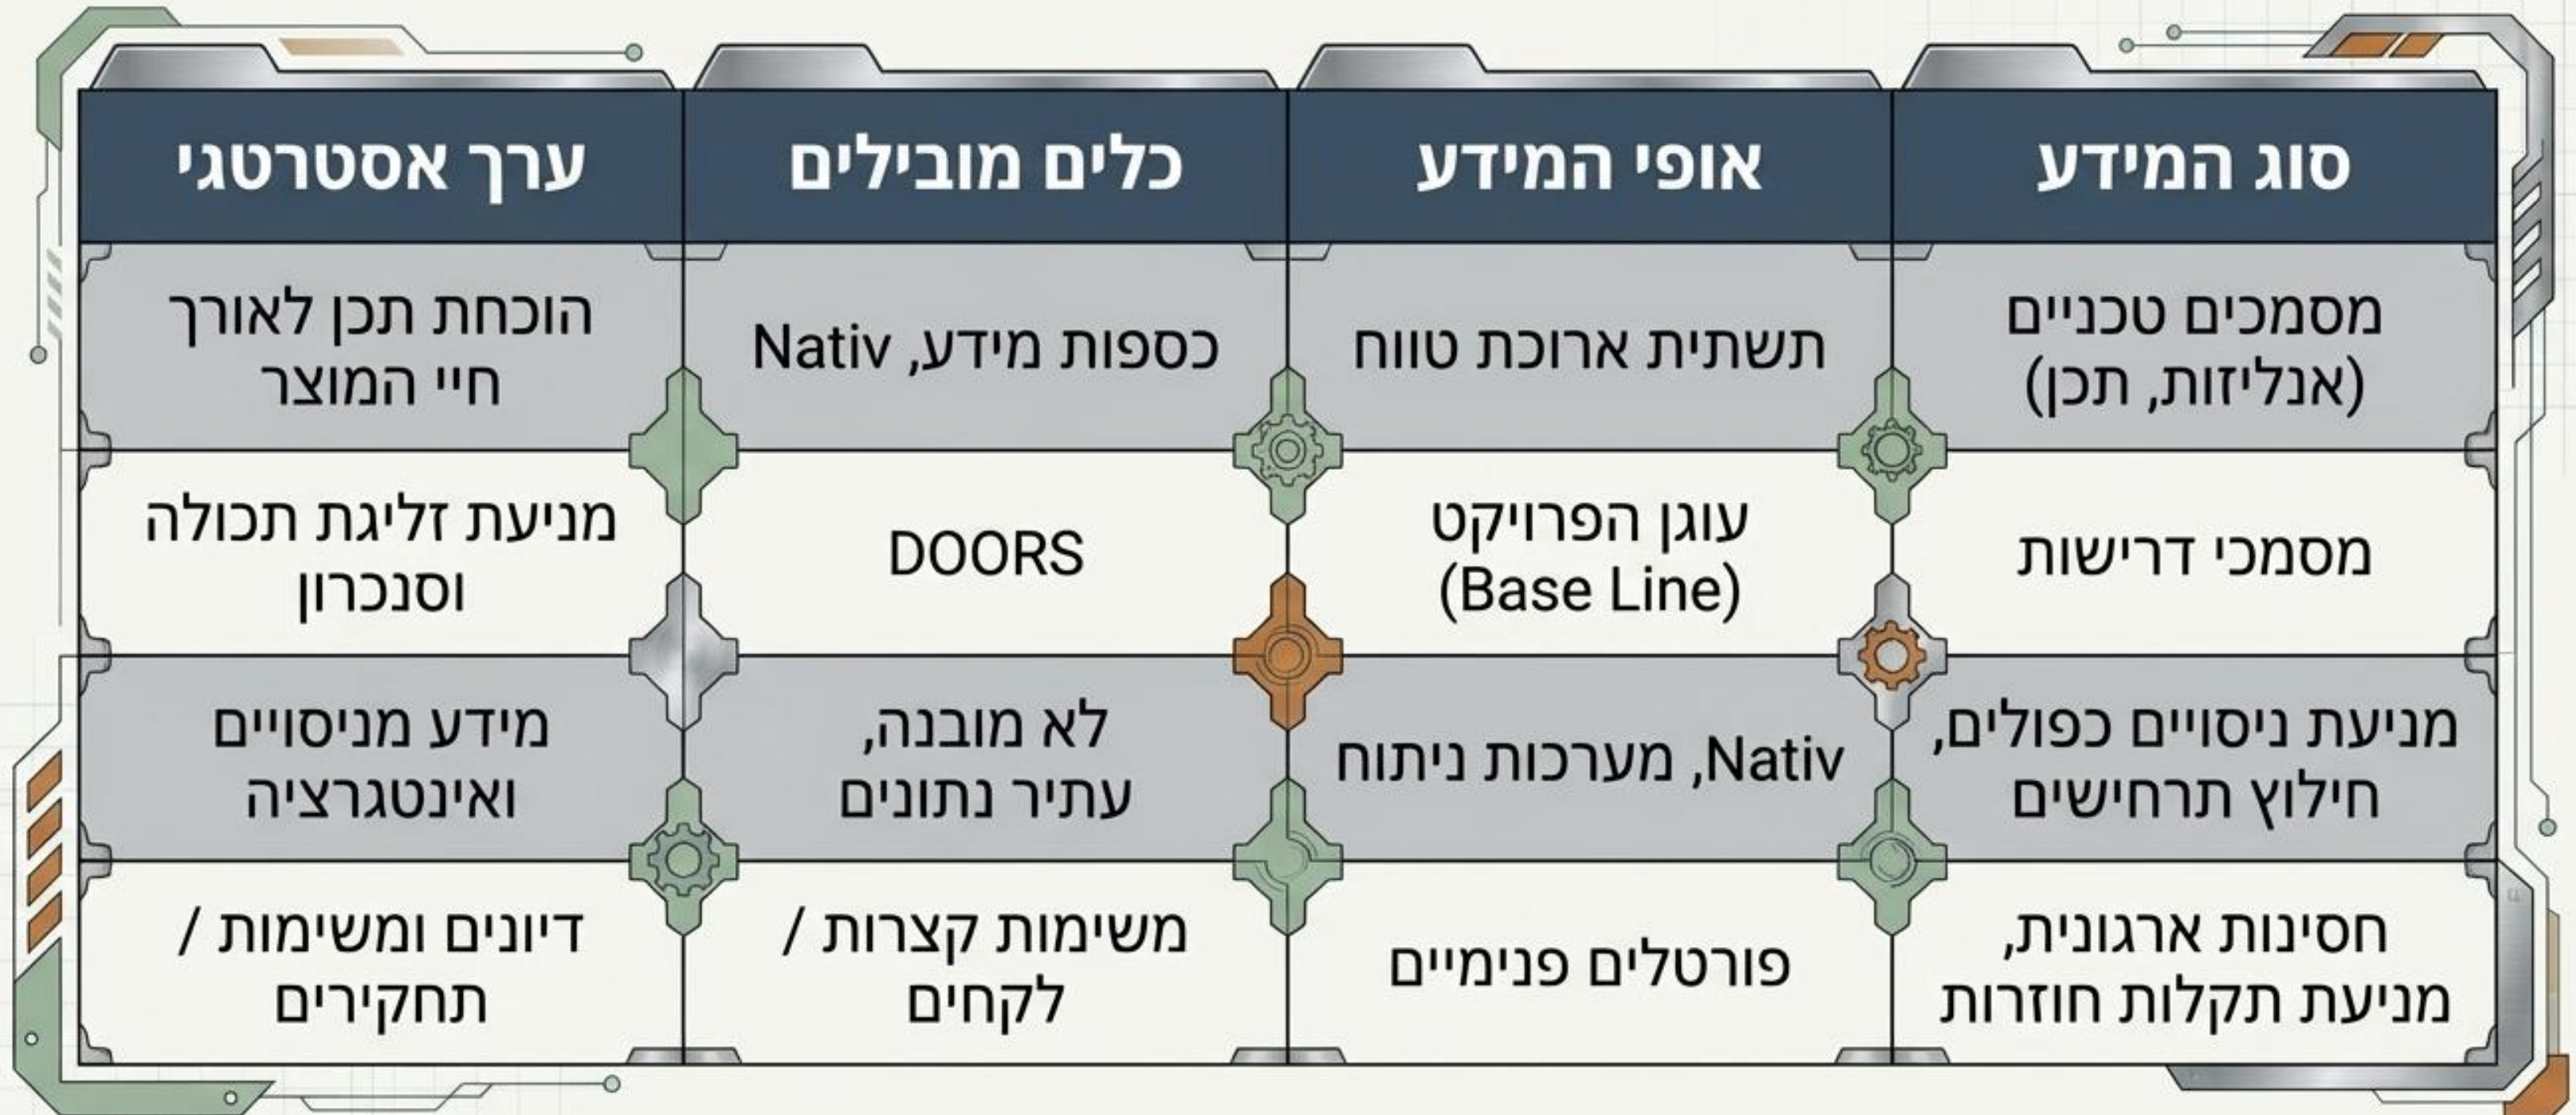 סוג המידע
אופי המידע
כלים מובילים
ערך אסטרטגי
מסמכים טכניים
(אנליזות, תכן)
תשתית ארוכת טווח
כספות מידע, Nativ
הוכחת תכן לאורך
חיי המוצר
מסמכי דרישות
עוגן הפרויקט
(Base Line)
DOORS
מניעת זליגת תכולה
וסנכרון
מניעת ניסויים כפולים,
חילוץ תרחישים
Nativ, מערכות ניתוח
לא מובנה,
עתיר נתונים
מידע מניסויים
ואינטגרציה
חסינות ארגונית,
מניעת תקלות חוזרות
פורטלים פנימיים
משימות קצרות /
לקחים
דיונים ומשימות /
תחקירים